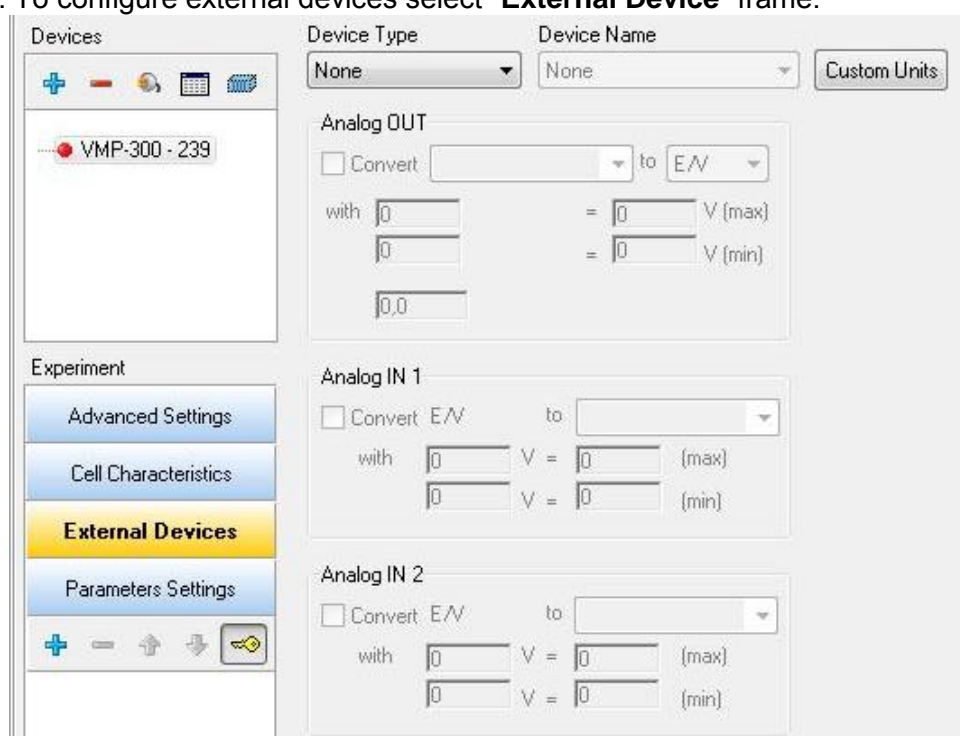 . To configure external devices select "External Device" frame.
Devices
Device Type
Device Name
None
None
Custom Units
VMP-300 - 239
Analog OUT
Convert to E/V
with 0 = 0 V (max)
0 = 0 V (min)
0,0
Experiment
Advanced Settings
Cell Characteristics
External Devices
Parameters Settings
Analog IN 1
Convert E/V to
with 0 V = 0 (max)
0 V = 0 (min)
Analog IN 2
Convert E/V to
with 0 V = 0 (max)
0 V = 0 (min)